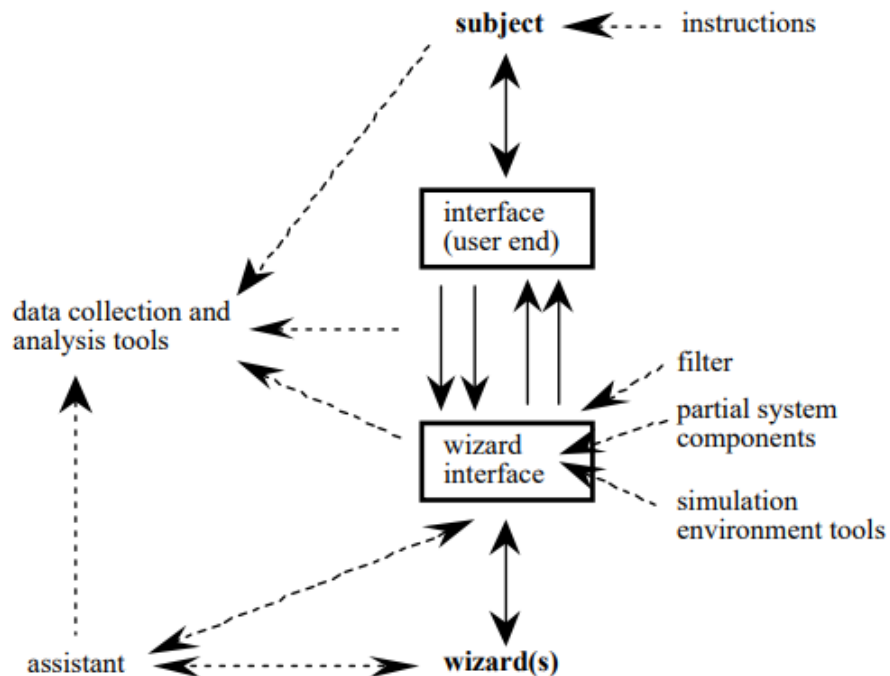 subject
instructions
interface
(user end)
data collection and
analysis tools
filter
partial system
components
wizard
interface
simulation
environment tools
assistant
wizard(s)